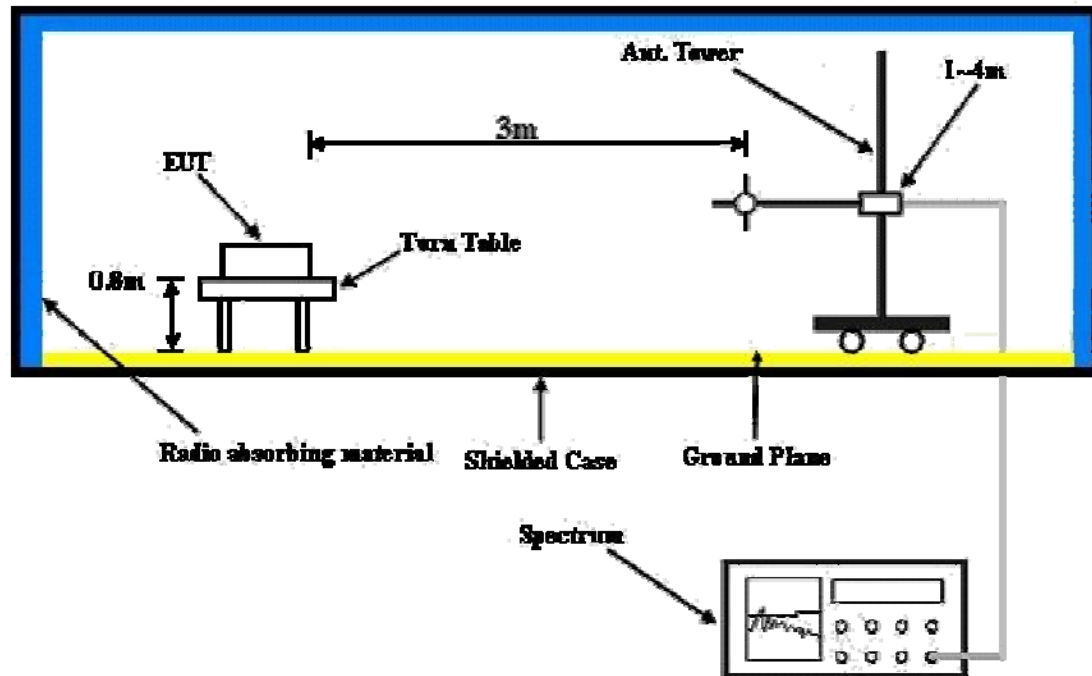 Ant. Tower
1~4m
3m
EUT
Turn Table
0.8m
Radio absorbing material
Shielded Case
Ground Plane
Spectrum